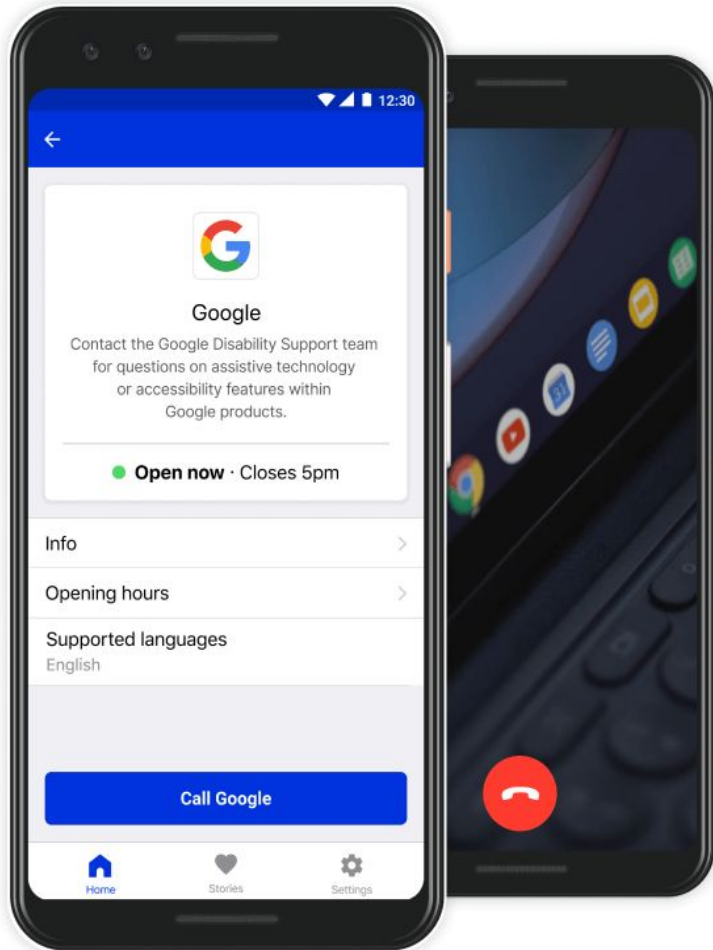 12:30
Google
Contact the Google Disability Support team
for questions on assistive technology
or accessibility features within
Google products.
Open now · Closes 5pm
Info
Opening hours
Supported languages
English
Call Google
Home
Stories
Settings
31